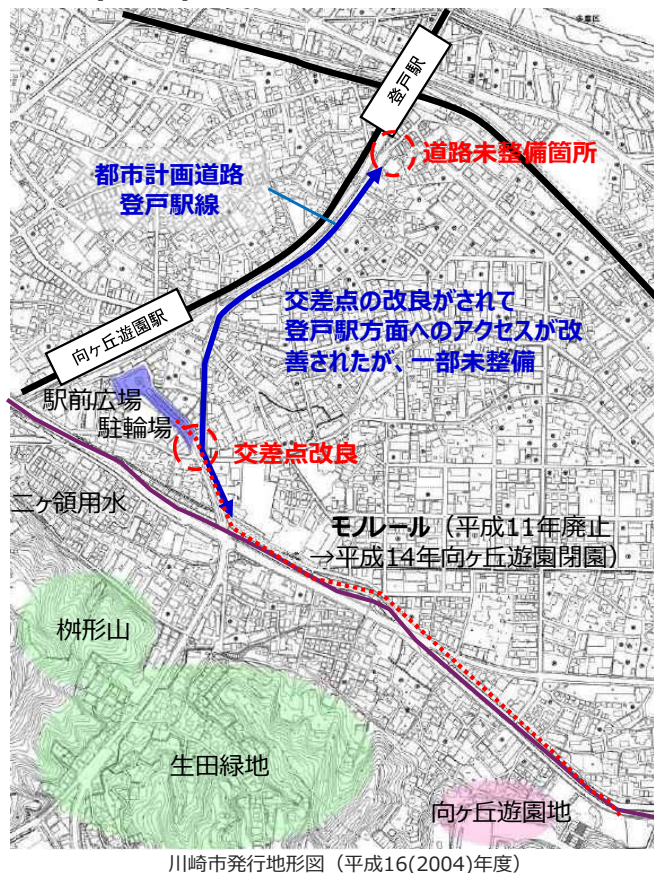 多摩区
登戸駅
道路未整備箇所
都市計画道路
登戸駅線
交差点の改良がされて
登戸駅方面へのアクセスが改
善されたが、一部未整備
向ヶ丘遊園駅
駅前広場
駐輪場
交差点改良
二ヶ領用水
モノレール（平成11年廃止
→平成14年向ヶ丘遊園閉園）
桝形山
生田緑地
向ヶ丘遊園地
川崎市発行地形図（平成16(2004)年度）